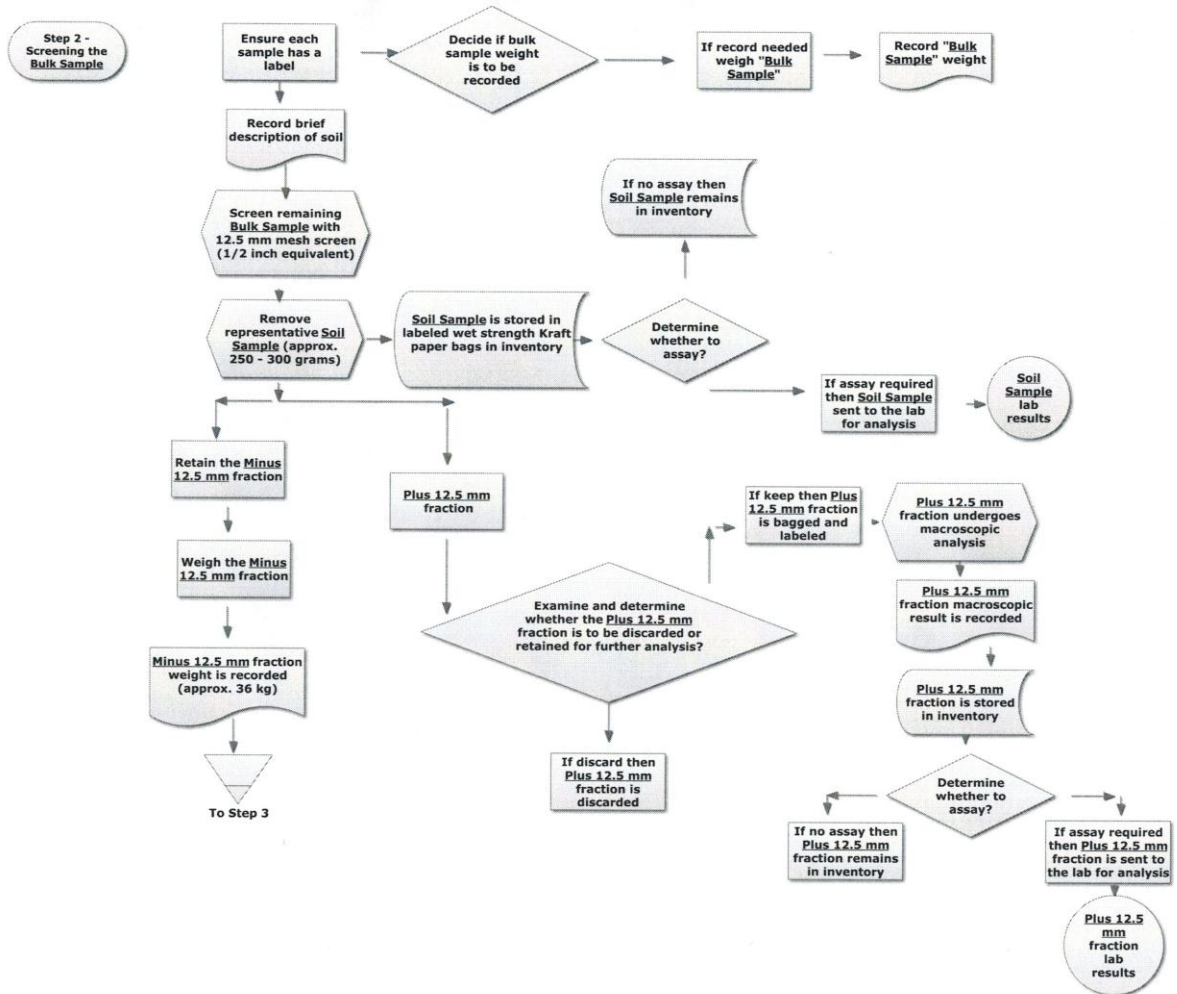 Step 2 -
Screening the
Bulk Sample
Ensure each
sample has a
label
Decide if bulk
sample weight
is to be
recorded
If record needed
weigh "Bulk
Sample"
Record "Bulk
Sample" weight
Record brief
description of soil
If no assay then
Soil Sample remains
in inventory
Screen remaining
Bulk Sample with
12.5 mm mesh screen
(1/2 inch equivalent)
Remove
representative Soil
Sample (approx.
250 - 300 grams)
Soil Sample is stored in
labeled wet strength Kraft
paper bags in inventory
Determine
whether to
assay?
If assay required
then Soil Sample
sent to the lab
for analysis
Soil
Sample
lab
results
Retain the Minus
12.5 mm fraction
Plus 12.5 mm
fraction
If keep then Plus
12.5 mm fraction
is bagged and
labeled
Plus 12.5 mm
fraction undergoes
macroscopic
analysis
Weigh the Minus
12.5 mm fraction
Examine and determine
whether the Plus 12.5 mm
fraction is to be discarded or
retained for further analysis?
Plus 12.5 mm
fraction macroscopic
result is recorded
Minus 12.5 mm fraction
weight is recorded
(approx. 36 kg)
Plus 12.5 mm
fraction is stored
in inventory
To Step 3
If discard then
Plus 12.5 mm
fraction is
discarded
Determine
whether to
assay?
If no assay then
Plus 12.5 mm
fraction remains
in inventory
If assay required
then Plus 12.5 mm
fraction is sent to
the lab for analysis
Plus 12.5
mm
fraction
lab
results